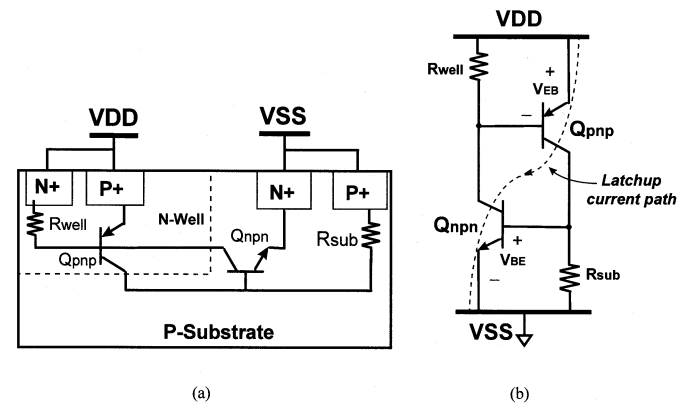 VDD
VSS
N+
P+
N+
P+
Rwell
N-Well
Qpnp
Qnpn
Rsub
P-Substrate
(a)
VDD
Rwell
+
VEB
−
Qpnp
Latchup
current path
Qnpn
+
VBE
−
Rsub
VSS
(b)